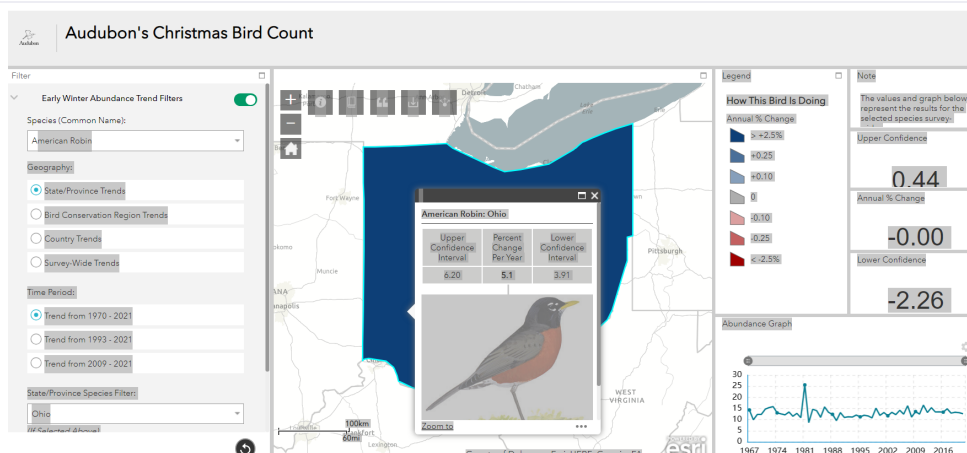 Audubon
Audubon's Christmas Bird Count
Filter
Early Winter Abundance Trend Filters
Species (Common Name):
American Robin
Geography:
State/Province Trends
Bird Conservation Region Trends
Country Trends
Survey-Wide Trends
Time Period:
Trend from 1970 - 2021
Trend from 1993 - 2021
Trend from 2009 - 2021
State/Province Species Filter:
Ohio
(If Selected Above)
Detroit
Chatham
Lake
Erie
Erie
Fort Wayne
Muncie
Pittsburgh
WEST
VIRGINIA
Lexington
100km
60mi
American Robin: Ohio
Upper Confidence Interval
Percent Change Per Year
Lower Confidence Interval
6.20
5.1
3.91
Zoom to
esri
Legend
How This Bird Is Doing
Annual % Change
> +2.5%
+0.25
+0.10
0
-0.10
-0.25
< -2.5%
Note
The values and graph below
represent the results for the
selected species survey-
Upper Confidence
0.44
Annual % Change
-0.00
Lower Confidence
-2.26
Abundance Graph
30
25
20
15
10
5
0
1967 1974 1981 1988 1995 2002 2009 2016